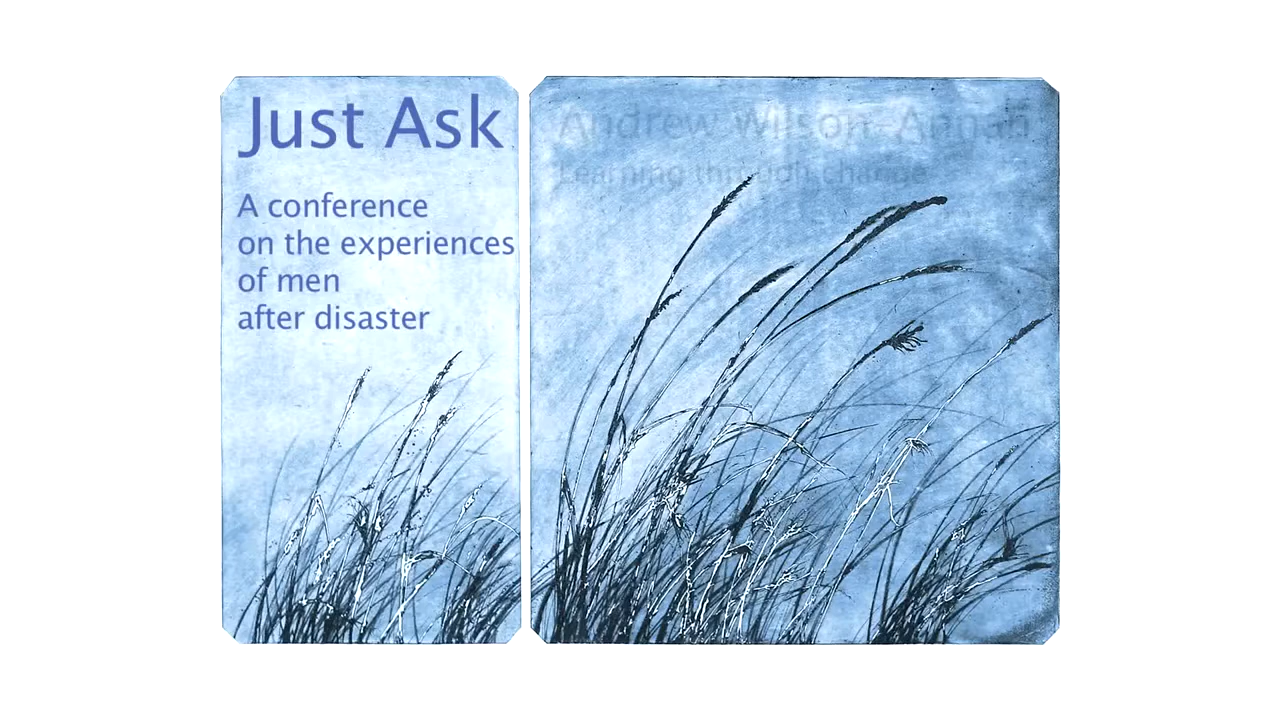 Just Ask
A conference
on the experiences
of men
after disaster
Andrew Wilson-Annan
Learning through change